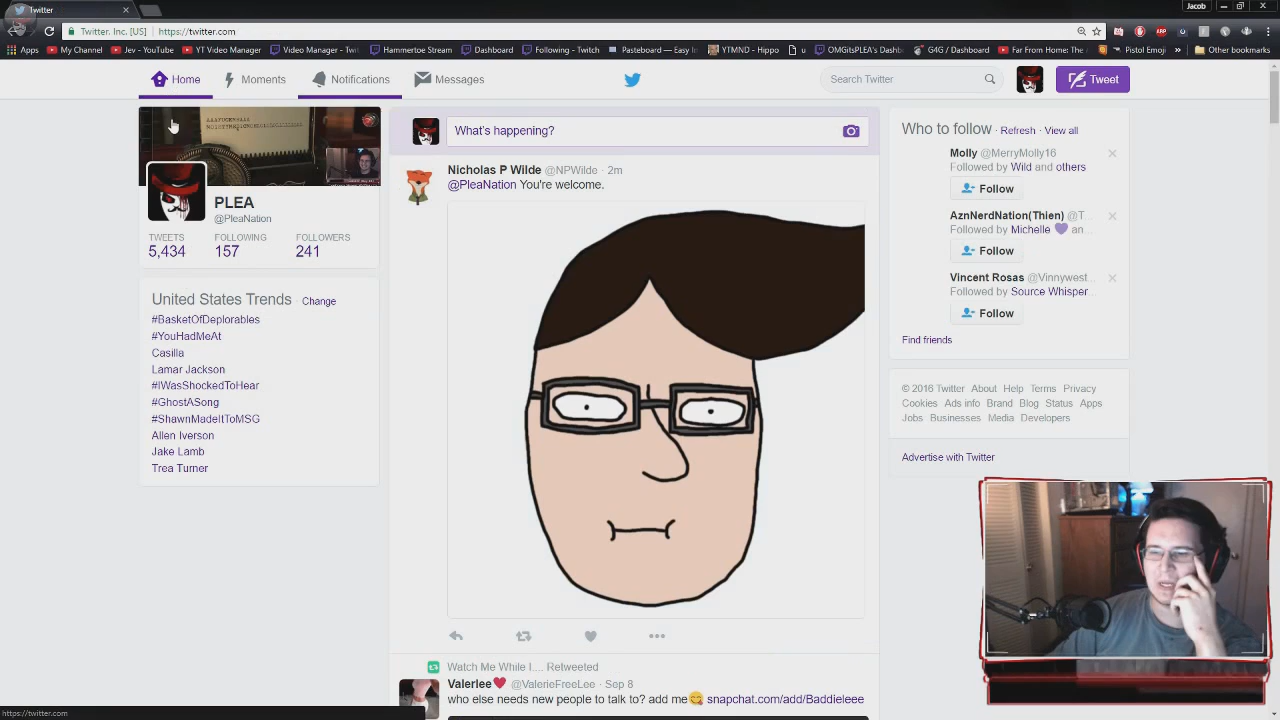 Twitter
Jacob
Twitter, Inc. [US] https://twitter.com
Apps My Channel Jev - YouTube YT Video Manager Video Manager - Twit Hammertoe Stream Dashboard Following - Twitch Pasteboard — Easy I YTMND - Hippo u OMGitsPLEA's Dashb G4G / Dashboard Far From Home: The A Pistol Emoji » Other bookmarks
Home Moments Notifications Messages Search Twitter Tweet
What's happening?
Nicholas P Wilde @NPWilde · 2m
@PleaNation You're welcome.
PLEA
@PleaNation
TWEETS FOLLOWING FOLLOWERS
5,434 157 241
United States Trends Change
#BasketOfDeplorables
#YouHadMeAt
Casilla
Lamar Jackson
#IWasShockedToHear
#GhostASong
#ShawnMadeItToMSG
Allen Iverson
Jake Lamb
Trea Turner
Who to follow · Refresh · View all
Molly @MerryMolly16
Followed by Wild and others
Follow
AznNerdNation(Thien) @T...
Followed by Michelle 💜 an...
Follow
Vincent Rosas @Vinnywest...
Followed by Source Whisper...
Follow
Find friends
© 2016 Twitter About Help Terms Privacy
Cookies Ads info Brand Blog Status Apps
Jobs Businesses Media Developers
Advertise with Twitter
Watch Me While I.... Retweeted
Valerlee❤ @ValerieFreeLee · Sep 8
who else needs new people to talk to? add me😋 snapchat.com/add/Baddieleee
https://twitter.com